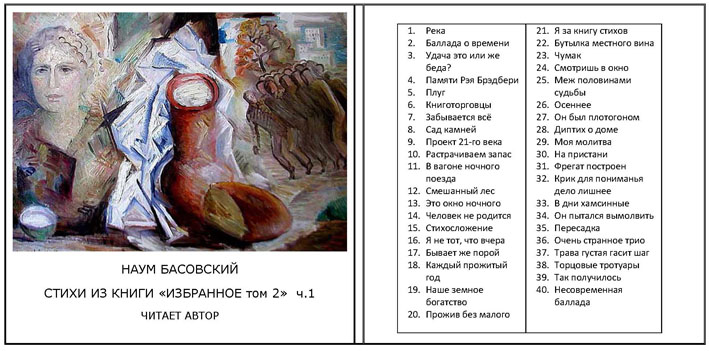 НАУМ БАСОВСКИЙ
СТИХИ ИЗ КНИГИ «ИЗБРАННОЕ том 2» ч.1
ЧИТАЕТ АВТОР
1. Река
2. Баллада о времени
3. Удача это или же
беда?
4. Памяти Рэя Брэдбери
5. Плуг
6. Книготорговцы
7. Забывается всё
8. Сад камней
9. Проект 21-го века
10. Растрачиваем запас
11. В вагоне ночного
поезда
12. Смешанный лес
13. Это окно ночного
14. Человек не родится
15. Стихосложение
16. Я не тот, что вчера
17. Бывает же порой
18. Каждый прожитый
год
19. Наше земное
богатство
20. Прожив без малого
21. Я за книгу стихов
22. Бутылка местного вина
23. Чумак
24. Смотришь в окно
25. Меж половинами
судьбы
26. Осеннее
27. Он был плотогоном
28. Диптих о доме
29. Моя молитва
30. На пристани
31. Фрегат построен
32. Крик для пониманья
дело лишнее
33. В дни хамсинные
34. Он пытался вымолвить
35. Пересадка
36. Очень странное трио
37. Трава густая гасит шаг
38. Торцовые тротуары
39. Так получилось
40. Несовременная
баллада